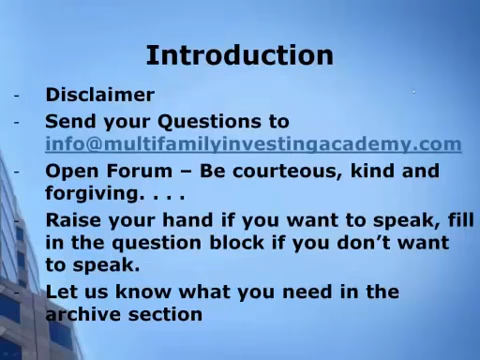 Introduction
- Disclaimer
- Send your Questions to
info@multifamilyinvestingacademy.com
- Open Forum – Be courteous, kind and
forgiving. . . .
- Raise your hand if you want to speak, fill
in the question block if you don’t want
to speak.
- Let us know what you need in the
archive section